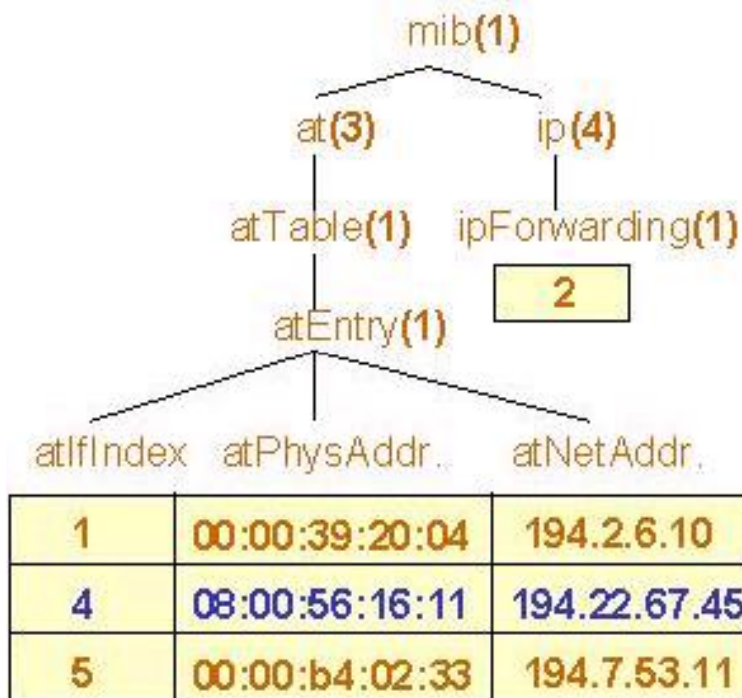 mib(1)
at(3) ip(4)
atTable(1) ipForwarding(1)
2
atEntry(1)
atIfIndex atPhysAddr. atNetAddr.
1 00:00:39:20:04 194.2.6.10
4 08:00:56:16:11 194.22.67.45
5 00:00:b4:02:33 194.7.53.11